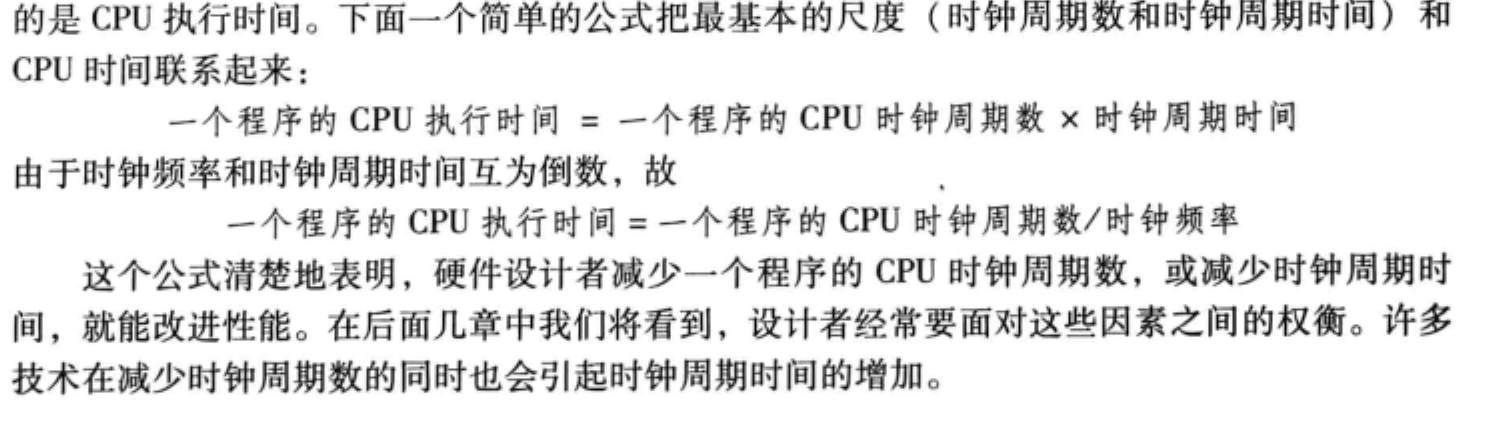 的是 CPU 执行时间。下面一个简单的公式把最基本的尺度（时钟周期数和时钟周期时间）和
CPU 时间联系起来：
一个程序的 CPU 执行时间 = 一个程序的 CPU 时钟周期数 × 时钟周期时间
由于时钟频率和时钟周期时间互为倒数，故
一个程序的 CPU 执行时间 = 一个程序的 CPU 时钟周期数/时钟频率
这个公式清楚地表明，硬件设计者减少一个程序的 CPU 时钟周期数，或减少时钟周期时
间，就能改进性能。在后面几章中我们将看到，设计者经常要面对这些因素之间的权衡。许多
技术在减少时钟周期数的同时也会引起时钟周期时间的增加。